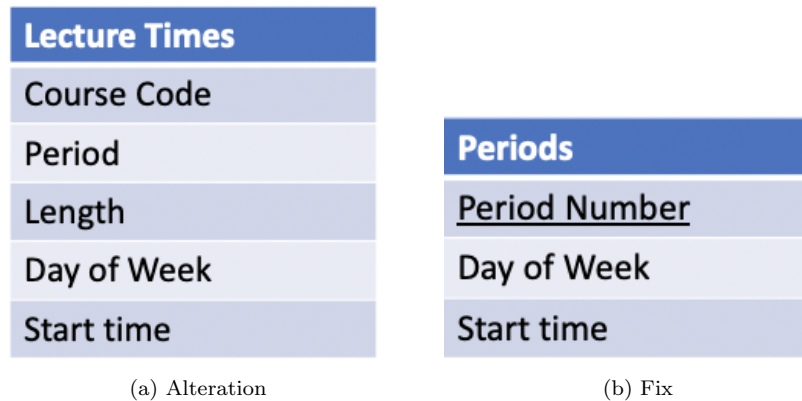 Lecture Times
Course Code
Period
Length
Day of Week
Start time
(a) Alteration
Periods
Period Number
Day of Week
Start time
(b) Fix